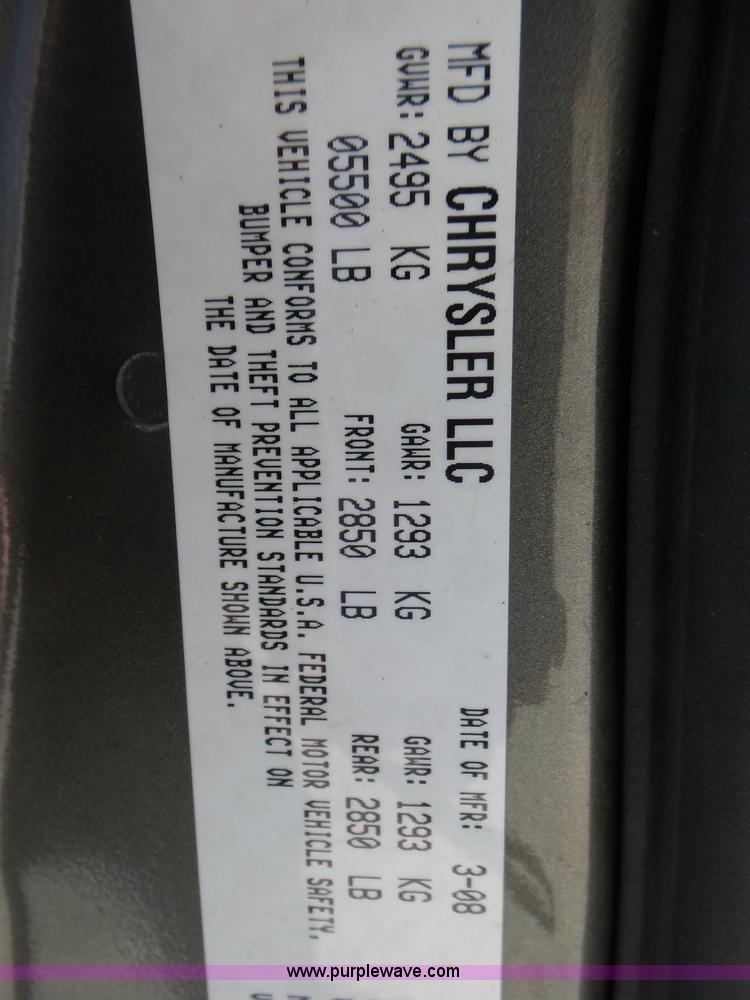 MFD BY CHRYSLER LLC DATE OF MFR: 3-08
GVWR: 2495 KG GAWR: 1293 KG GAWR: 1293 KG
05500 LB FRONT: 2850 LB REAR: 2850 LB
THIS VEHICLE CONFORMS TO ALL APPLICABLE U.S.A. FEDERAL MOTOR VEHICLE SAFETY,
BUMPER AND THEFT PREVENTION STANDARDS IN EFFECT ON
THE DATE OF MANUFACTURE SHOWN ABOVE.
www.purplewave.com